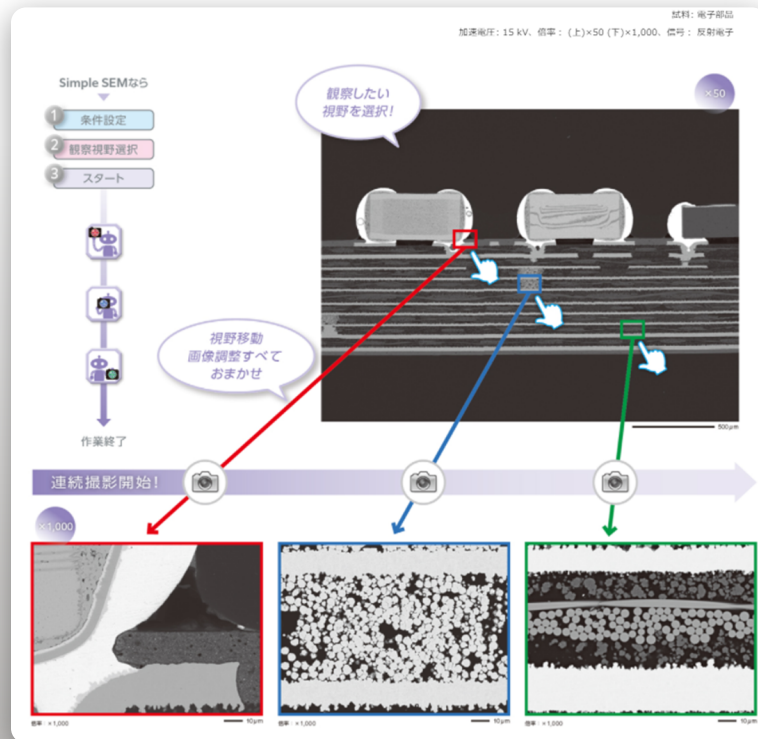 試料: 電子部品
加速電圧: 15 kV、倍率： (上)×50 (下)×1,000、信号： 反射電子
Simple SEMなら
1 条件設定
2 観察視野選択
3 スタート
作業終了
観察したい
視野を選択!
×50
視野移動
画像調整すべて
おまかせ
500μm
連続撮影開始!
×1,000
倍率：×1,000
10μm
倍率：×1,000
10μm
倍率：×1,000
10μm